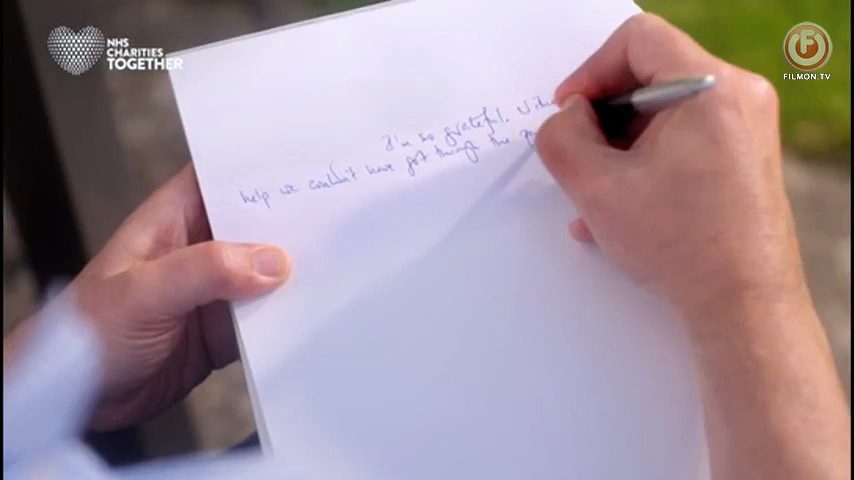 NHS
CHARITIES
TOGETHER
FILMON.TV
I'm so grateful.
help we couldn't have got through the